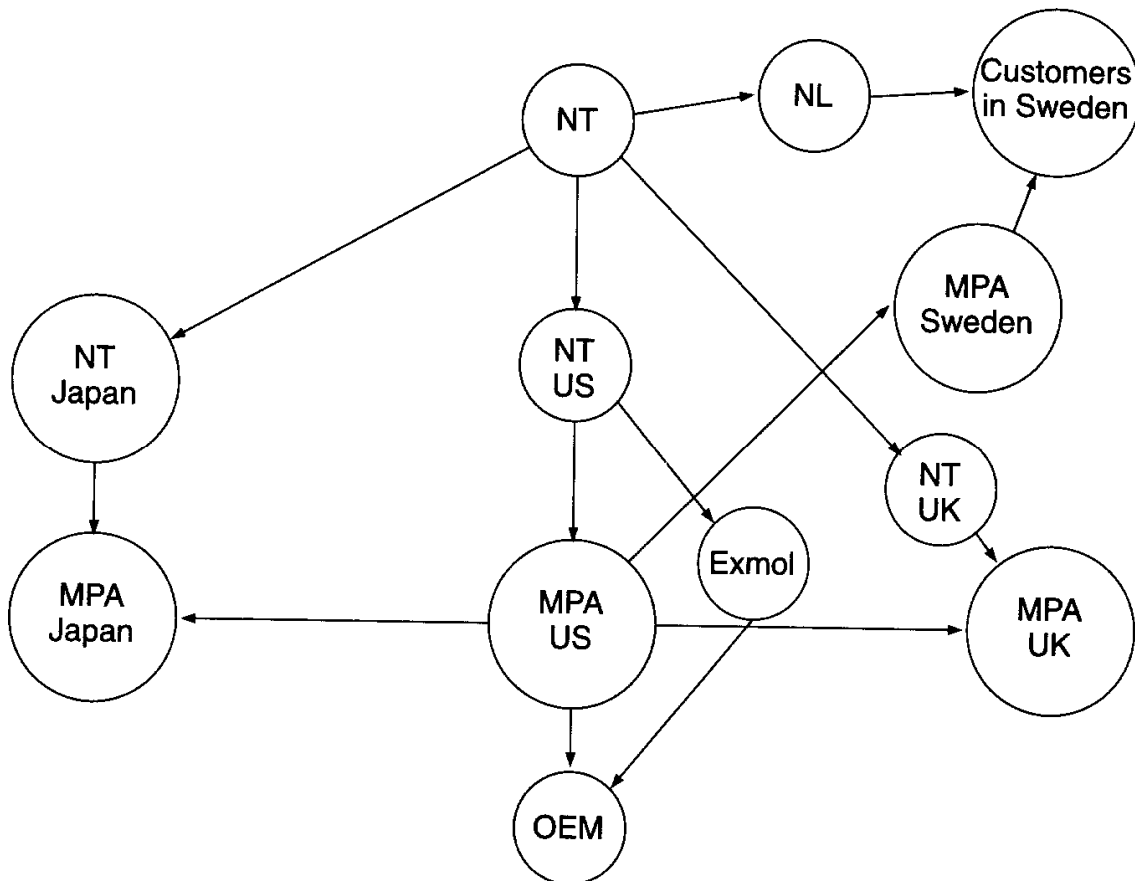 NT
NL
Customers
in Sweden
MPA
Sweden
NT
Japan
NT
US
NT
UK
Exmol
MPA
Japan
MPA
US
MPA
UK
OEM